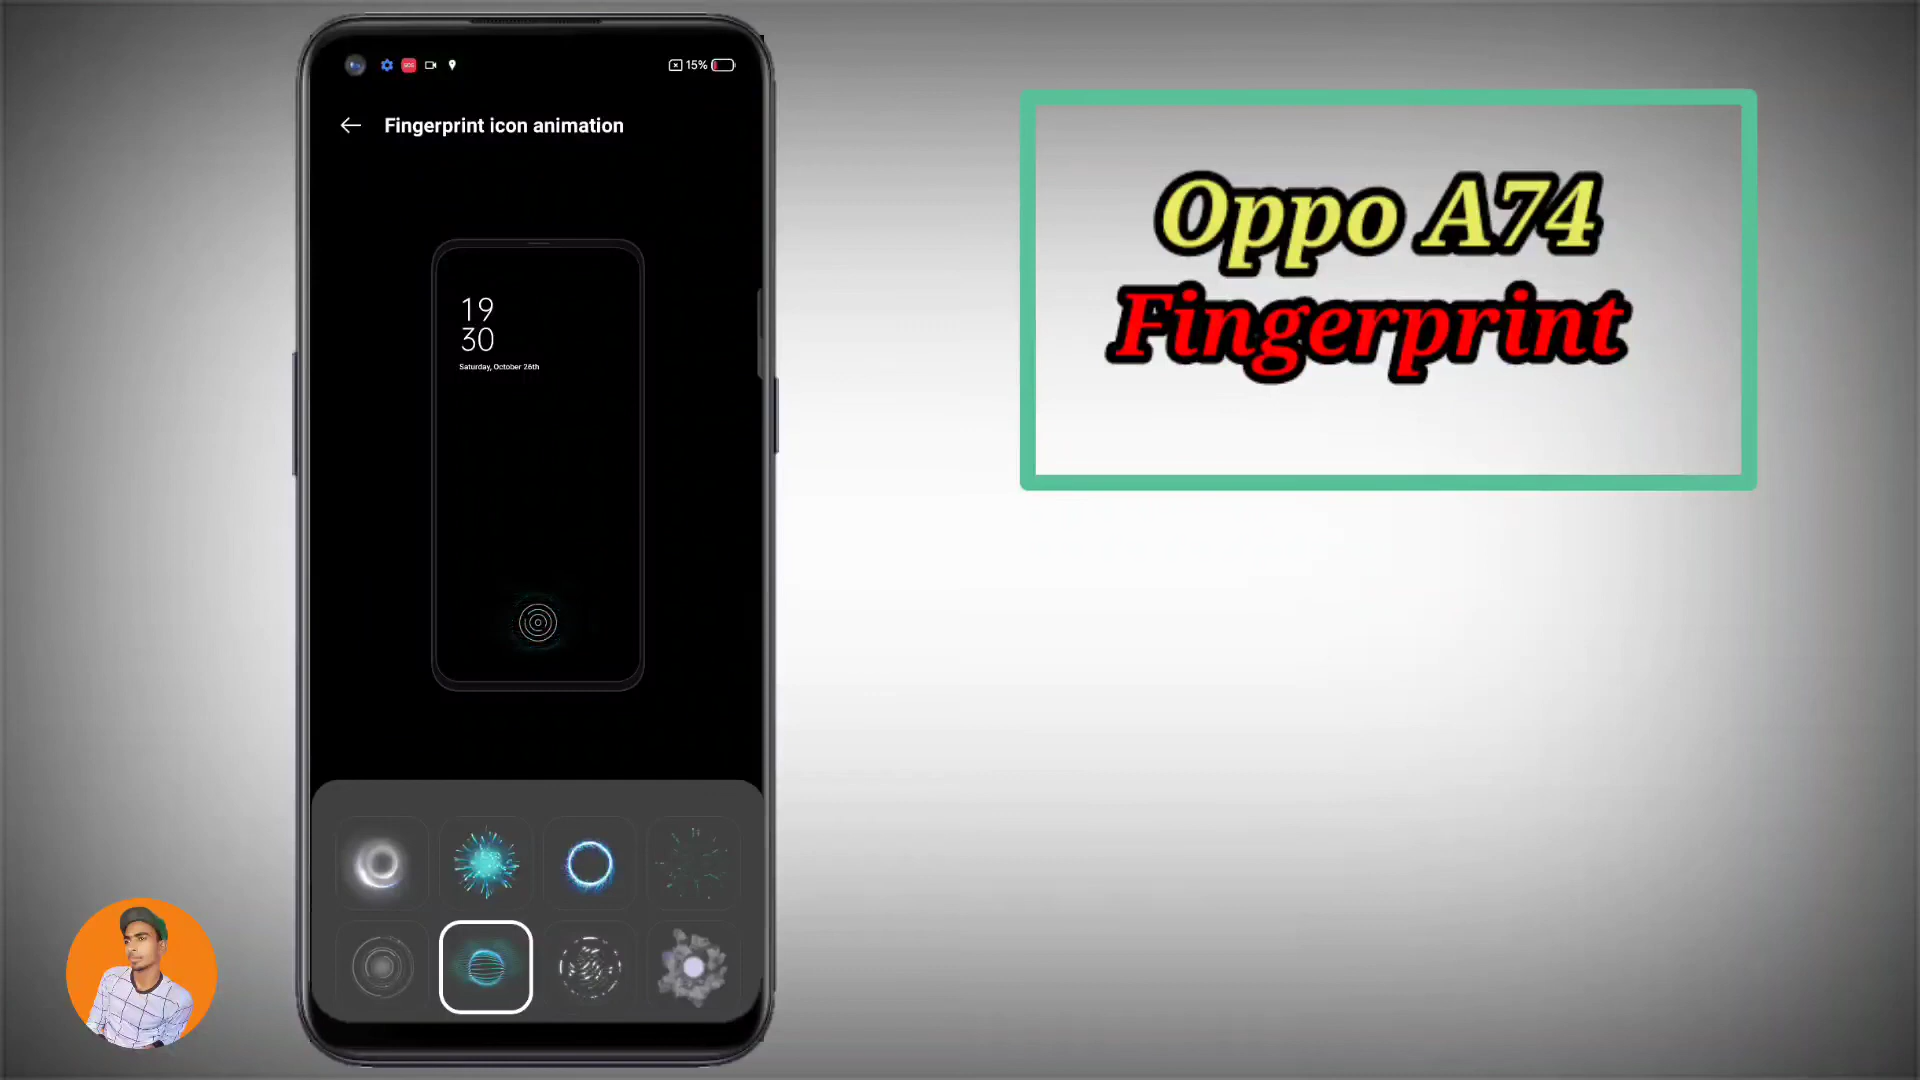 15%
Fingerprint icon animation
19
30
Saturday, October 26th
Oppo A74
Fingerprint